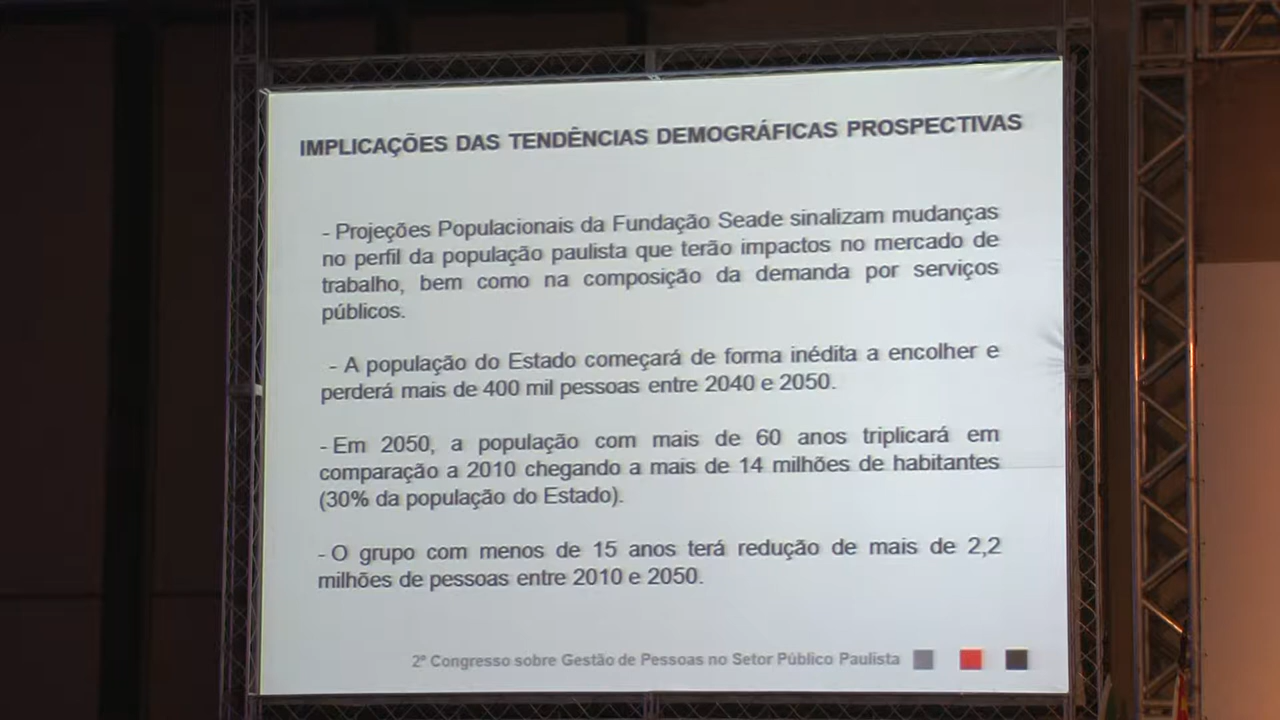 IMPLICAÇÕES DAS TENDÊNCIAS DEMOGRÁFICAS PROSPECTIVAS
- Projeções Populacionais da Fundação Seade sinalizam mudanças
no perfil da população paulista que terão impactos no mercado de
trabalho, bem como na composição da demanda por serviços
públicos.
- A população do Estado começará de forma inédita a encolher e
perderá mais de 400 mil pessoas entre 2040 e 2050.
- Em 2050, a população com mais de 60 anos triplicará em
comparação a 2010 chegando a mais de 14 milhões de habitantes
(30% da população do Estado).
- O grupo com menos de 15 anos terá redução de mais de 2,2
milhões de pessoas entre 2010 e 2050.
2º Congresso sobre Gestão de Pessoas no Setor Público Paulista